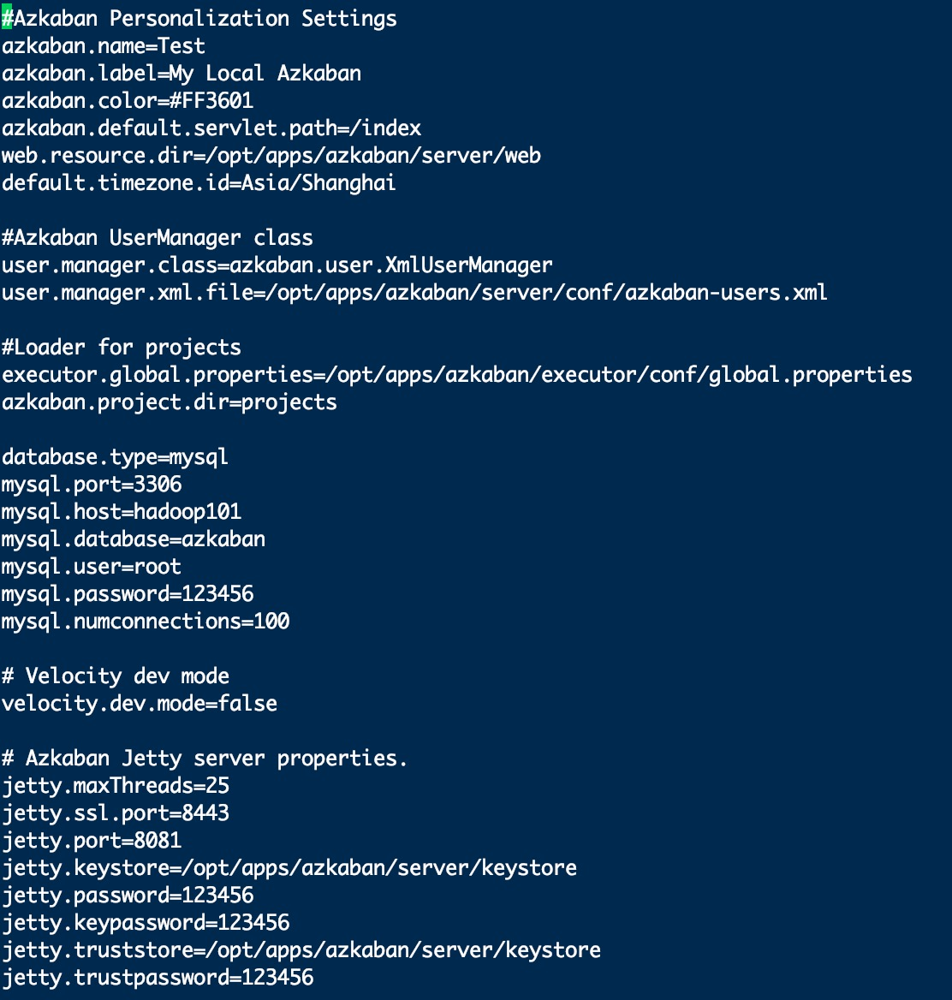 #Azkaban Personalization Settings
azkaban.name=Test
azkaban.label=My Local Azkaban
azkaban.color=#FF3601
azkaban.default.servlet.path=/index
web.resource.dir=/opt/apps/azkaban/server/web
default.timezone.id=Asia/Shanghai
#Azkaban UserManager class
user.manager.class=azkaban.user.XmlUserManager
user.manager.xml.file=/opt/apps/azkaban/server/conf/azkaban-users.xml
#Loader for projects
executor.global.properties=/opt/apps/azkaban/executor/conf/global.properties
azkaban.project.dir=projects
database.type=mysql
mysql.port=3306
mysql.host=hadoop101
mysql.database=azkaban
mysql.user=root
mysql.password=123456
mysql.numconnections=100
# Velocity dev mode
velocity.dev.mode=false
# Azkaban Jetty server properties.
jetty.maxThreads=25
jetty.ssl.port=8443
jetty.port=8081
jetty.keystore=/opt/apps/azkaban/server/keystore
jetty.password=123456
jetty.keypassword=123456
jetty.truststore=/opt/apps/azkaban/server/keystore
jetty.trustpassword=123456